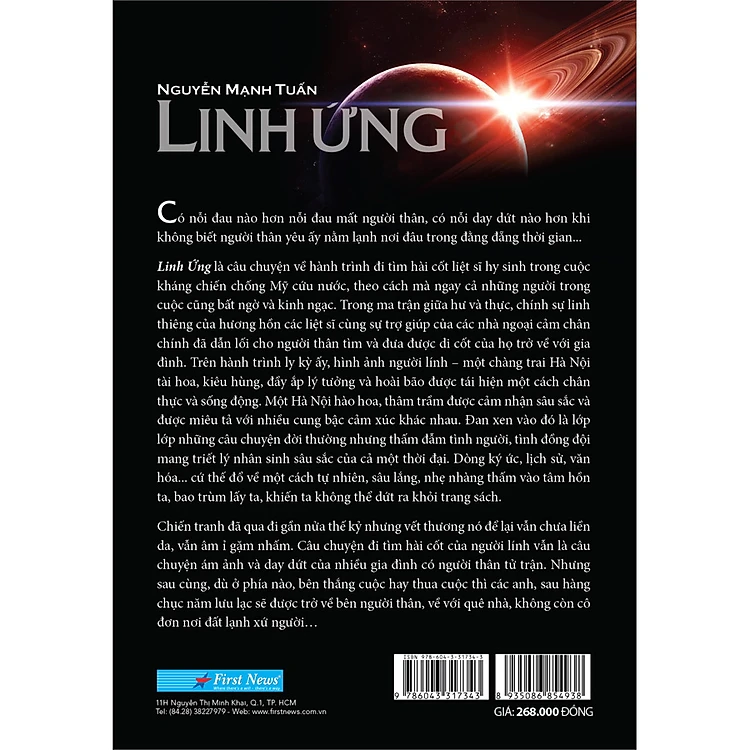 NGUYỄN MẠNH TUẤN
LINH ỨNG
Có nỗi đau nào hơn nỗi đau mất người thân, có nỗi day dứt nào hơn khi
không biết người thân yêu ấy nằm lạnh nơi đâu trong đằng đẵng thời gian...
Linh Ứng là câu chuyện về hành trình đi tìm hài cốt liệt sĩ hy sinh trong cuộc
kháng chiến chống Mỹ cứu nước, theo cách mà ngay cả những người trong
cuộc cũng bất ngờ và kinh ngạc. Trong ma trận giữa hư và thực, chính sự linh
thiêng của hương hồn các liệt sĩ cùng sự trợ giúp của các nhà ngoại cảm chân
chính đã dẫn lối cho người thân tìm và đưa được di cốt của họ trở về với gia
đình. Trên hành trình ly kỳ ấy, hình ảnh người lính – một chàng trai Hà Nội
tài hoa, kiêu hùng, đầy ắp lý tưởng và hoài bão được tái hiện một cách chân
thực và sống động. Một Hà Nội hào hoa, thâm trầm được cảm nhận sâu sắc và
được miêu tả với nhiều cung bậc cảm xúc khác nhau. Đan xen vào đó là lớp
lớp những câu chuyện đời thường nhưng thấm đẫm tình người, tình đồng đội
mang triết lý nhân sinh sâu sắc của cả một thời đại. Dòng ký ức, lịch sử, văn
hóa... cứ thế đổ về một cách tự nhiên, sâu lắng, nhẹ nhàng thấm vào tâm hồn
ta, bao trùm lấy ta, khiến ta không thể dứt ra khỏi trang sách.
Chiến tranh đã qua đi gần nửa thế kỷ nhưng vết thương nó để lại vẫn chưa liền
da, vẫn âm ỉ gặm nhấm. Câu chuyện đi tìm hài cốt của người lính vẫn là câu
chuyện ám ảnh và day dứt của nhiều gia đình có người thân tử trận. Nhưng
sau cùng, dù ở phía nào, bên thắng cuộc hay thua cuộc thì các anh, sau hàng
chục năm lưu lạc sẽ được trở về bên người thân, về với quê nhà, không còn cô
đơn nơi đất lạnh xứ người…
First News
Where there's a self - there's a way
11H Nguyễn Thị Minh Khai, Q.1, TP. HCM
Tel: (84.28) 38227979 - Web: www.firstnews.com.vn
ISBN 978-604-3-31734-3
9 786043 317343
8 935086 854938
GIÁ: 268.000 ĐỒNG